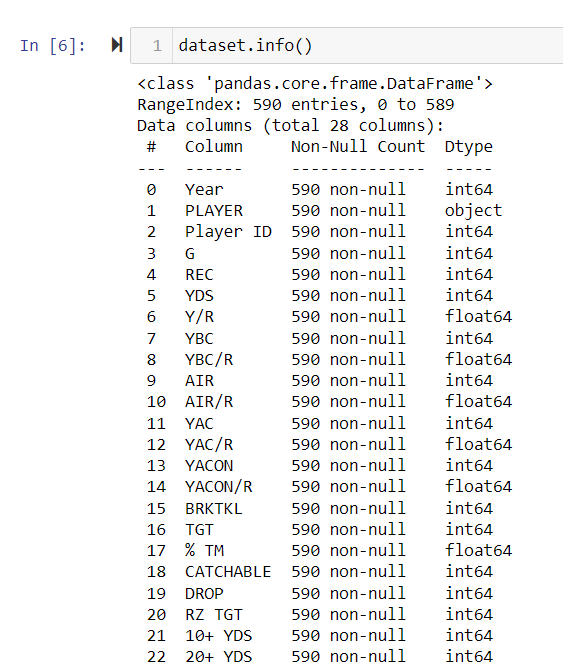 In [6]: 1 dataset.info()
<class 'pandas.core.frame.DataFrame'>
RangeIndex: 590 entries, 0 to 589
Data columns (total 28 columns):
 #   Column     Non-Null Count  Dtype
---  ------     --------------  -----
 0   Year       590 non-null    int64
 1   PLAYER     590 non-null    object
 2   Player ID  590 non-null    int64
 3   G          590 non-null    int64
 4   REC        590 non-null    int64
 5   YDS        590 non-null    int64
 6   Y/R        590 non-null    float64
 7   YBC        590 non-null    int64
 8   YBC/R      590 non-null    float64
 9   AIR        590 non-null    int64
 10  AIR/R      590 non-null    float64
 11  YAC        590 non-null    int64
 12  YAC/R      590 non-null    float64
 13  YACON      590 non-null    int64
 14  YACON/R    590 non-null    float64
 15  BRKTKL     590 non-null    int64
 16  TGT        590 non-null    int64
 17  % TM       590 non-null    float64
 18  CATCHABLE  590 non-null    int64
 19  DROP       590 non-null    int64
 20  RZ TGT     590 non-null    int64
 21  10+ YDS    590 non-null    int64
 22  20+ YDS    590 non-null    int64